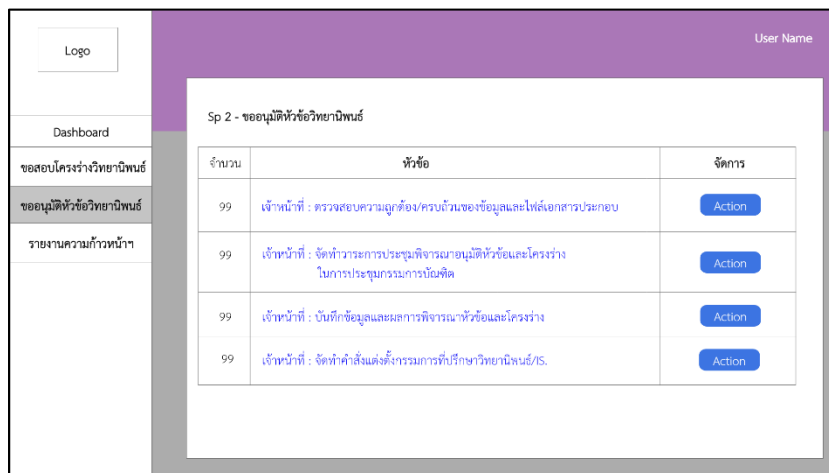 Logo
User Name
Sp 2 - ขออนุมัติหัวข้อวิทยานิพนธ์
Dashboard
ขอสอบโครงร่างวิทยานิพนธ์
ขออนุมัติหัวข้อวิทยานิพนธ์
รายงานความก้าวหน้าฯ
จำนวน หัวข้อ จัดการ
99 เจ้าหน้าที่ : ตรวจสอบความถูกต้อง/ครบถ้วนของข้อมูลและไฟล์เอกสารประกอบ Action
99 เจ้าหน้าที่ : จัดทำวาระการประชุมพิจารณาอนุมัติหัวข้อและโครงร่าง Action
ในการประชุมกรรมการบัณฑิต
99 เจ้าหน้าที่ : บันทึกข้อมูลและผลการพิจารณาหัวข้อและโครงร่าง Action
99 เจ้าหน้าที่ : จัดทำคำสั่งแต่งตั้งกรรมการที่ปรึกษาวิทยานิพนธ์/IS. Action